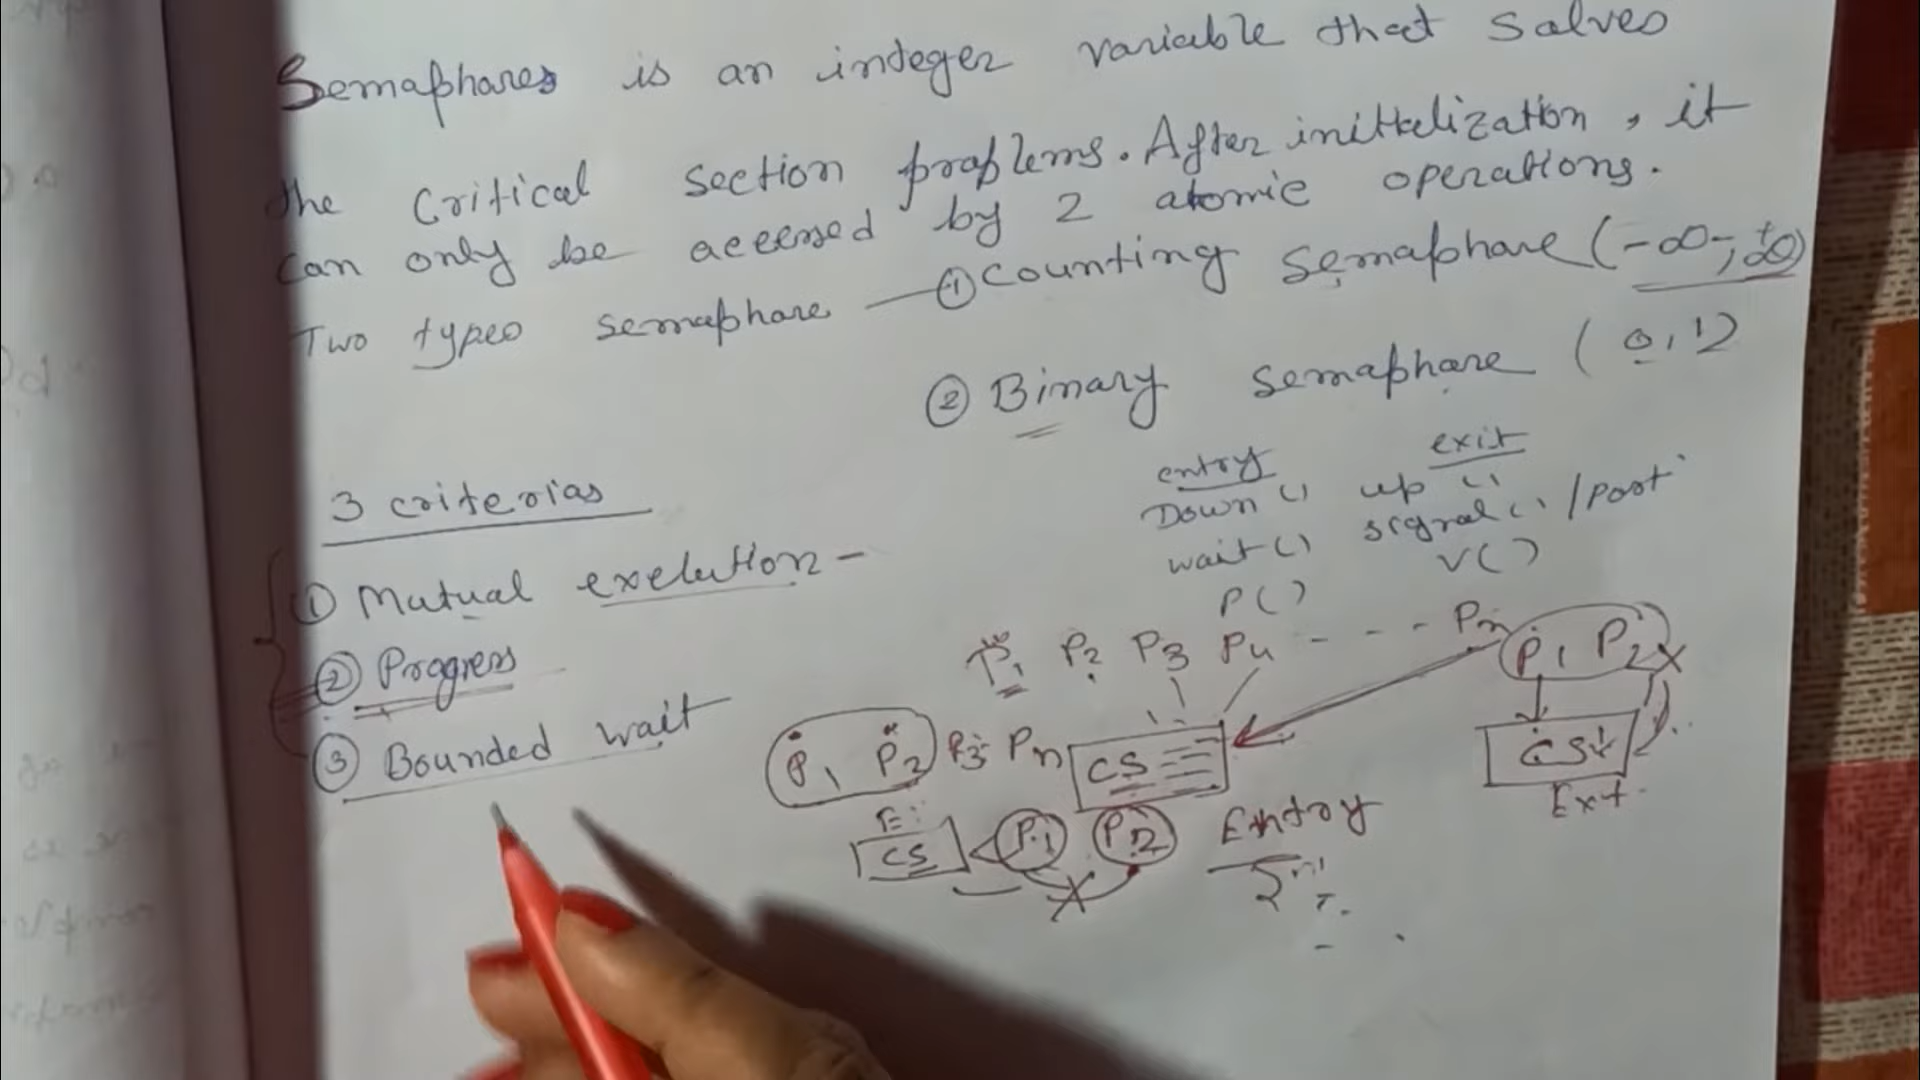 Semaphores is an integer variable that salves
the critical section problems. After initialization, it
can only be accessed by 2 atomic operations.
Two types semaphore — ① Counting semaphore (-∞, +∞)
② Binary semaphore (0,1)
entry exit
Down () up ()
wait () signal () / post
P () V ()
3 criterias
① Mutual exclution -
② Progress
③ Bounded wait
P1 P2 P3 P4 - - - Pn
P1 P2 X
CS
Exit
P1 P2 P3 Pn CS
CS P1 P2 Entry
X